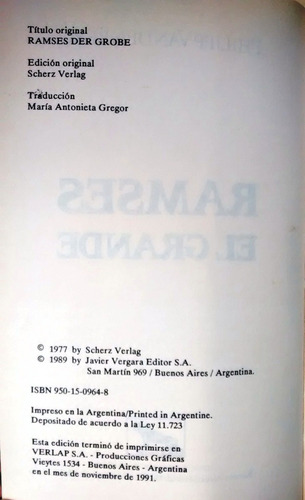 Título original
RAMSES DER GROBE
Edición original
Scherz Verlag
Traducción
María Antonieta Gregor
RAMSES
EL GRANDE
© 1977 by Scherz Verlag
© 1989 by Javier Vergara Editor S.A.
San Martín 969 / Buenos Aires / Argentina.
ISBN 950-15-0964-8
Impreso en la Argentina/Printed in Argentine.
Depositado de acuerdo a la Ley 11.723
Esta edición terminó de imprimirse en
VERLAP S.A. - Producciones Gráficas
Vieytes 1534 - Buenos Aires - Argentina
en el mes de noviembre de 1991.